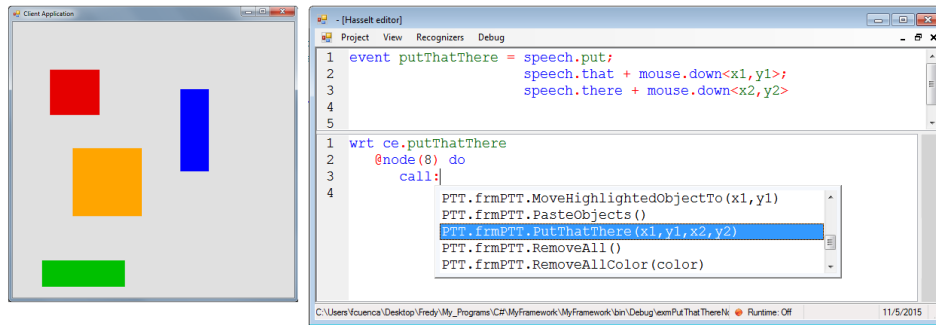 Client Application
- [Hasselt editor]
Project View Recognizers Debug
1 event putThatThere = speech.put;
2 speech.that + mouse.down<x1,y1>;
3 speech.there + mouse.down<x2,y2>
4
5
1 wrt ce.putThatThere
2 @node(8) do
3 call:
4
PTT.frmPTT.MoveHighlightedObjectTo(x1,y1)
PTT.frmPTT.PasteObjects()
PTT.frmPTT.PutThatThere(x1,y1,x2,y2)
PTT.frmPTT.RemoveAll()
PTT.frmPTT.RemoveAllColor(color)
C:\Users\fcuenca\Desktop\Fredy\My_Programs\C#\MyFramework\MyFramework\bin\Debug\exmPutThatThereNo Runtime: Off 11/5/2015